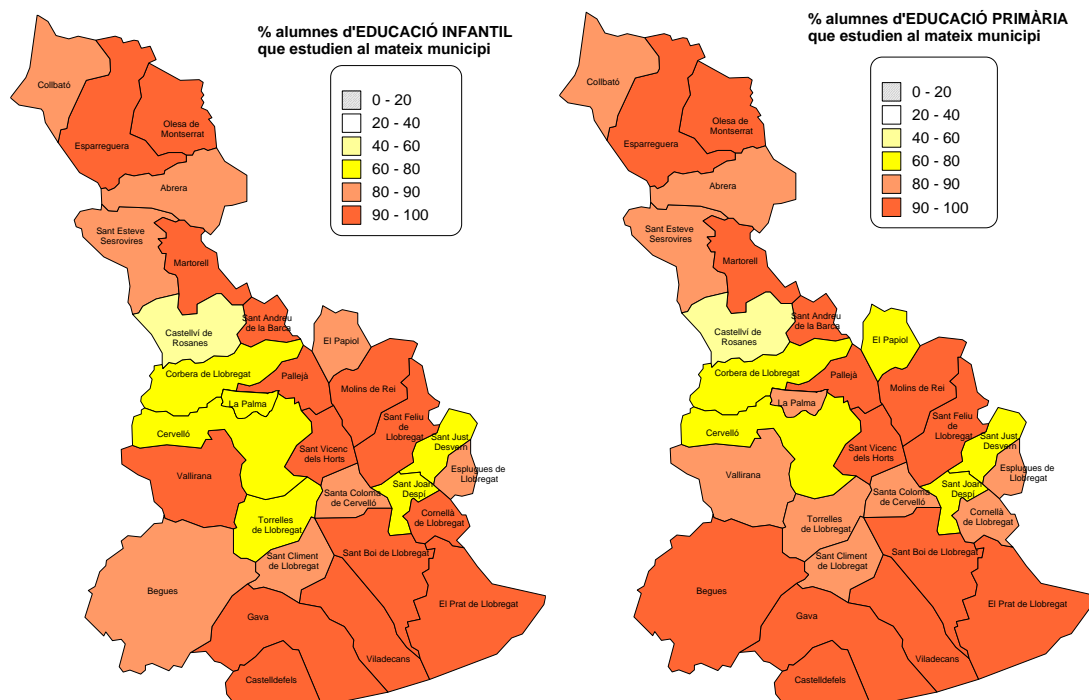 % alumnes d'EDUCACIÓ INFANTIL
que estudien al mateix municipi
0 - 20
20 - 40
40 - 60
60 - 80
80 - 90
90 - 100
Collbató
Olesa de
Montserrat
Esparreguera
Abrera
Sant Esteve
Sesrovires
Martorell
Sant Andreu
de la Barca
Castellví de
Rosanes
El Papiol
Corbera de Llobregat
Pallejà
Molins de Rei
La Palma
Sant Feliu
de
Llobregat
Cervelló
Sant Just
Desvern
Sant Vicenc
dels Horts
Vallirana
Esplugues de
Llobregat
Sant Joan
Despí
Santa Coloma
de Cervelló
Cornellà
de Llobregat
Torrelles
de Llobregat
Sant Boi de Llobregat
Sant Climent
de Llobregat
Begues
El Prat de Llobregat
Gava
Viladecans
Castelldefels
% alumnes d'EDUCACIÓ PRIMÀRIA
que estudien al mateix municipi
0 - 20
20 - 40
40 - 60
60 - 80
80 - 90
90 - 100
Collbató
Olesa de
Montserrat
Esparreguera
Abrera
Sant Esteve
Sesrovires
Martorell
Sant Andreu
de la Barca
Castellví de
Rosanes
El Papiol
Corbera de Llobregat
Pallejà
Molins de Rei
La Palma
Sant Feliu
de
Llobregat
Cervelló
Sant Just
Desvern
Sant Vicenc
dels Horts
Vallirana
Esplugues de
Llobregat
Sant Joan
Despí
Santa Coloma
de Cervelló
Cornellà
de Llobregat
Torrelles
de Llobregat
Sant Boi de Llobregat
Sant Climent
de Llobregat
Begues
El Prat de Llobregat
Gava
Viladecans
Castelldefels